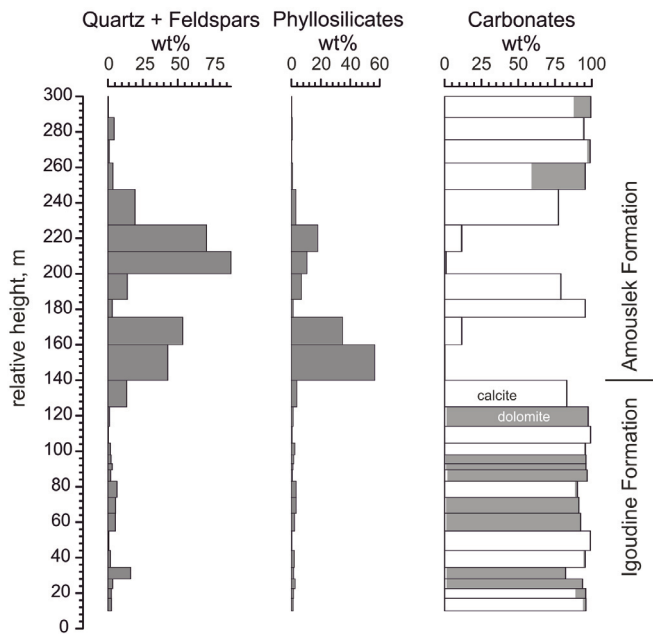 Quartz + Feldspars
wt%
0 25 50 75
Phyllosilicates
wt%
0 20 40 60
Carbonates
wt%
0 50 100
relative height, m
300
280
260
240
220
200
180
160
140
120
100
80
60
40
20
0
calcite
dolomite
Amouslek Formation
Igoudine Formation